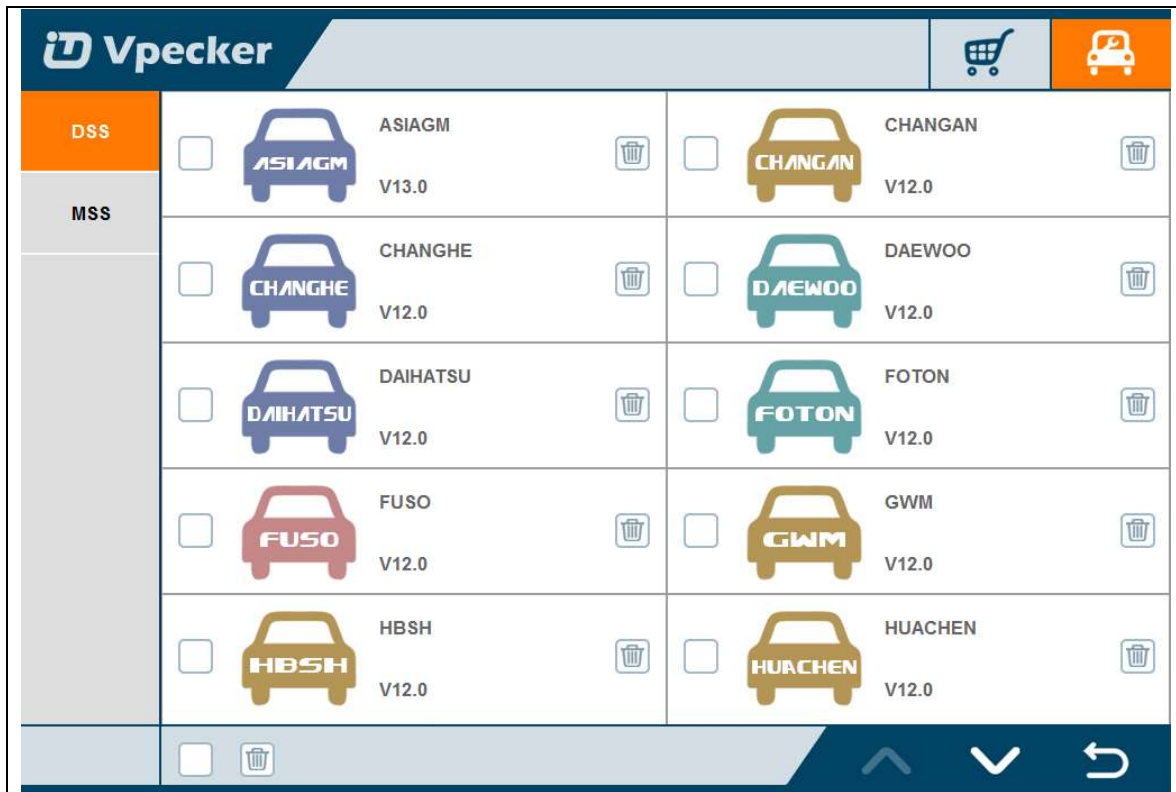 Vpecker
DSS
MSS
ASIAGM
ASIAGM
V13.0
CHANGAN
CHANGAN
V12.0
CHANGHE
CHANGHE
V12.0
DAEWOO
DAEWOO
V12.0
DAIHATSU
DAIHATSU
V12.0
FOTON
FOTON
V12.0
FUSO
FUSO
V12.0
GWM
GWM
V12.0
HBSH
HBSH
V12.0
HUACHEN
HUACHEN
V12.0